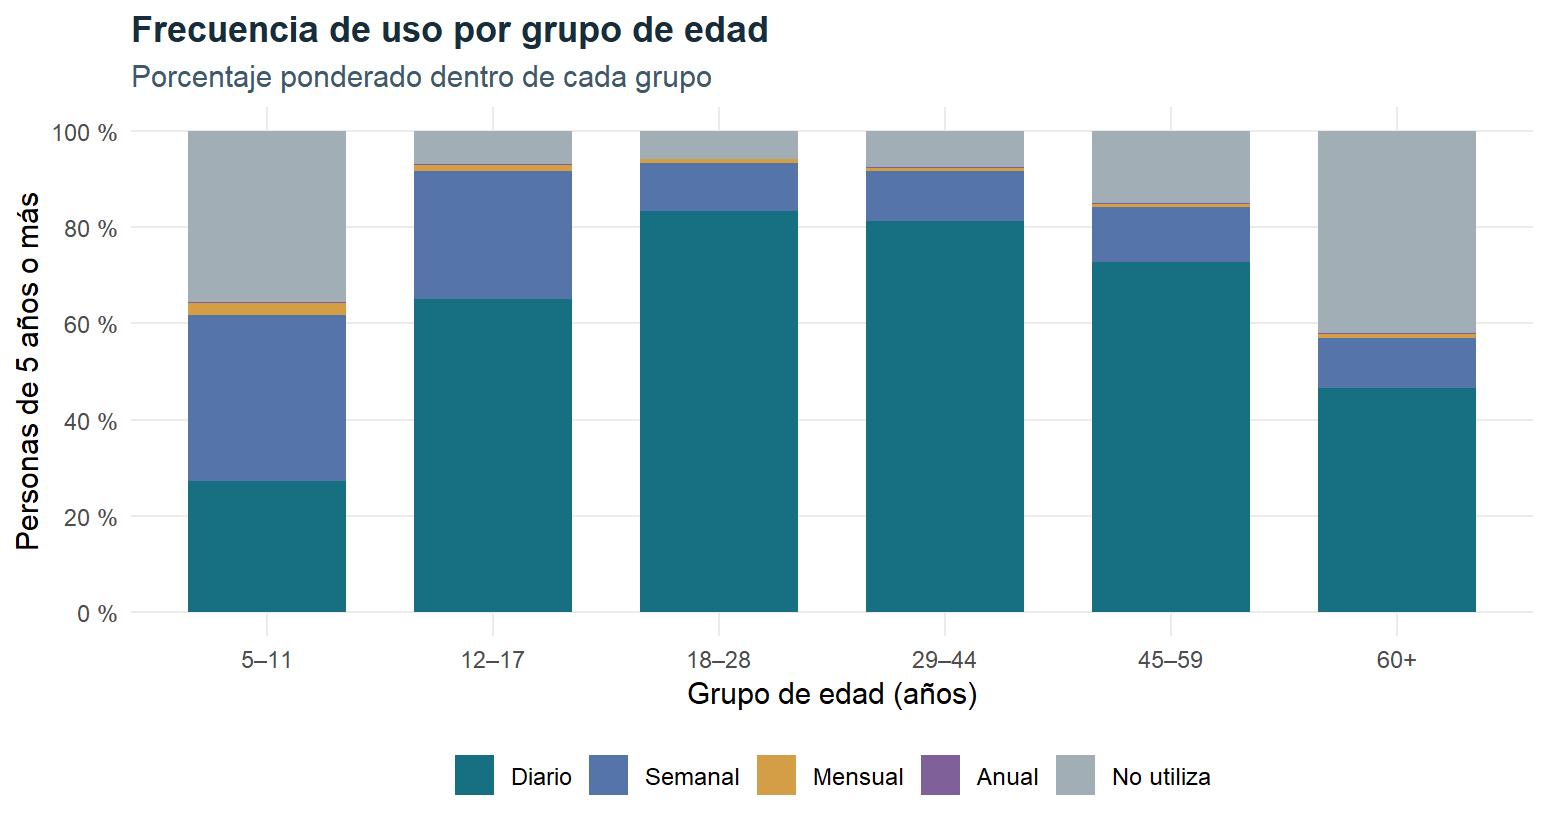 Frecuencia de uso por grupo de edad
Porcentaje ponderado dentro de cada grupo
Personas de 5 años o más
100 %
80 %
60 %
40 %
20 %
0 %
5–11
12–17
18–28
29–44
45–59
60+
Grupo de edad (años)
Diario
Semanal
Mensual
Anual
No utiliza